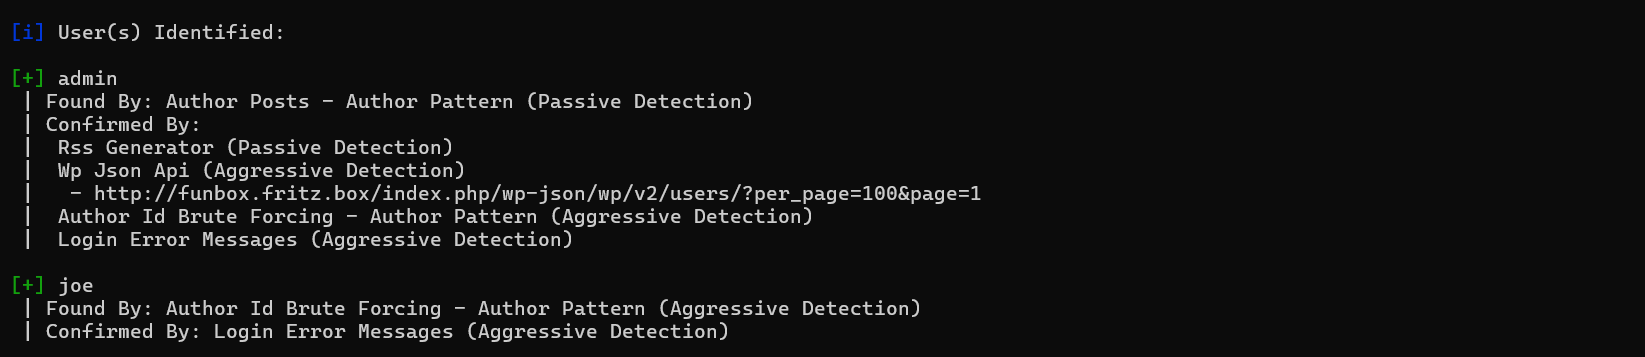 [i] User(s) Identified:

[+] admin
 | Found By: Author Posts - Author Pattern (Passive Detection)
 | Confirmed By:
 |  Rss Generator (Passive Detection)
 |  Wp Json Api (Aggressive Detection)
 |   - http://funbox.fritz.box/index.php/wp-json/wp/v2/users/?per_page=100&page=1
 |  Author Id Brute Forcing - Author Pattern (Aggressive Detection)
 |  Login Error Messages (Aggressive Detection)

[+] joe
 | Found By: Author Id Brute Forcing - Author Pattern (Aggressive Detection)
 | Confirmed By: Login Error Messages (Aggressive Detection)